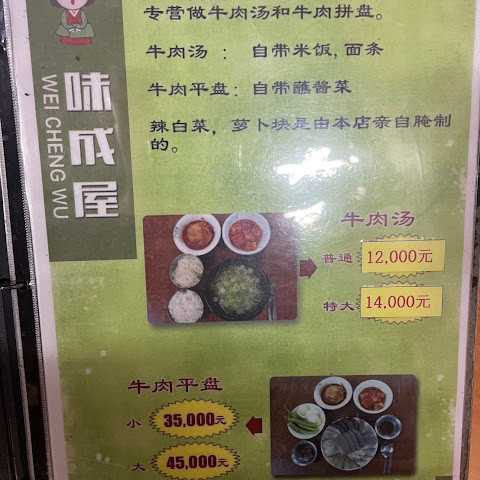 专营做牛肉汤和牛肉拼盘。
牛肉汤 ： 自带米饭, 面条
牛肉平盘： 自带蘸酱菜
辣白菜，萝卜块是由本店亲自腌制
的。
味成屋
WEI CHENG WU
牛肉汤
普通 12,000元
特大 14,000元
牛肉平盘
小 35,000元
大 45,000元